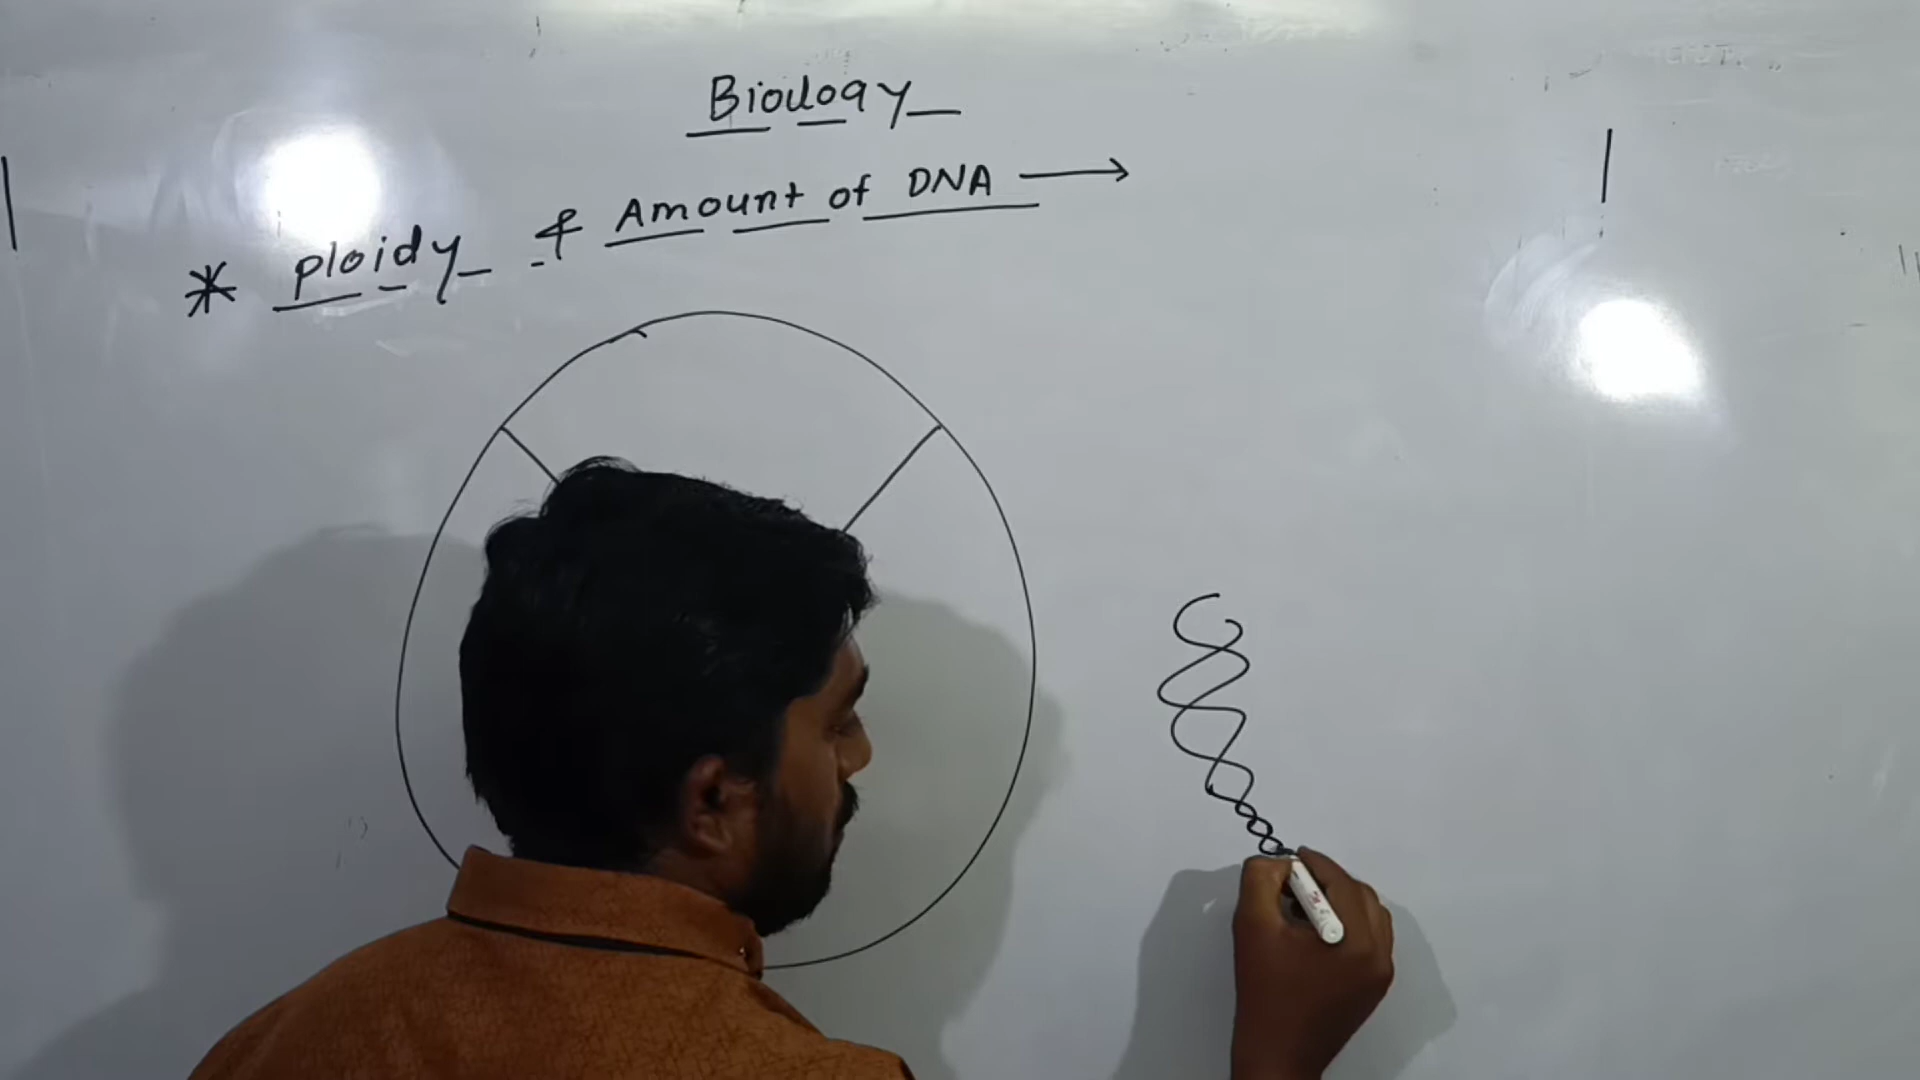 Biology
* Ploidy & Amount of DNA →